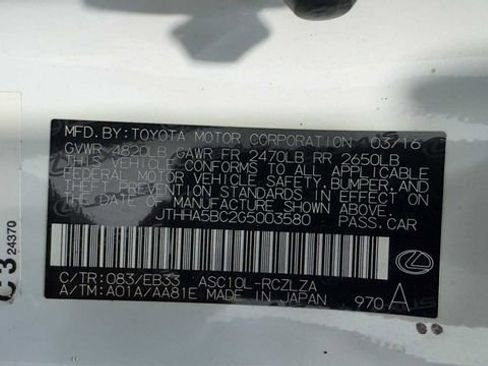 MFD. BY: TOYOTA MOTOR CORPORATION 03/16
GVWR 4820LB GAWR FR 2470LB RR 2650LB
THIS VEHICLE CONFORMS TO ALL APPLICABLE
FEDERAL MOTOR VEHICLE SAFETY, BUMPER, AND
THEFT PREVENTION STANDARDS IN EFFECT ON
THE DATE OF MANUFACTURE SHOWN ABOVE.
JTHHA5BC2G5003580 PASS.CAR
C/TR: 083/EB33 ASC10L-RCZLZA
A/TM: A01A/AA81E MADE IN JAPAN 970 A
C3
24370